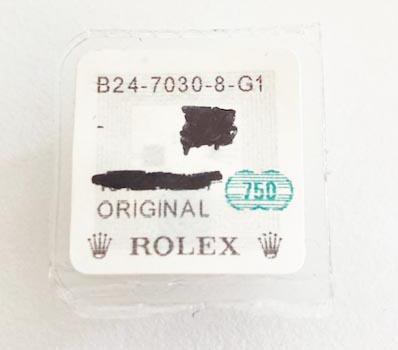 B24-7030-8-G1
750
ORIGINAL
ROLEX